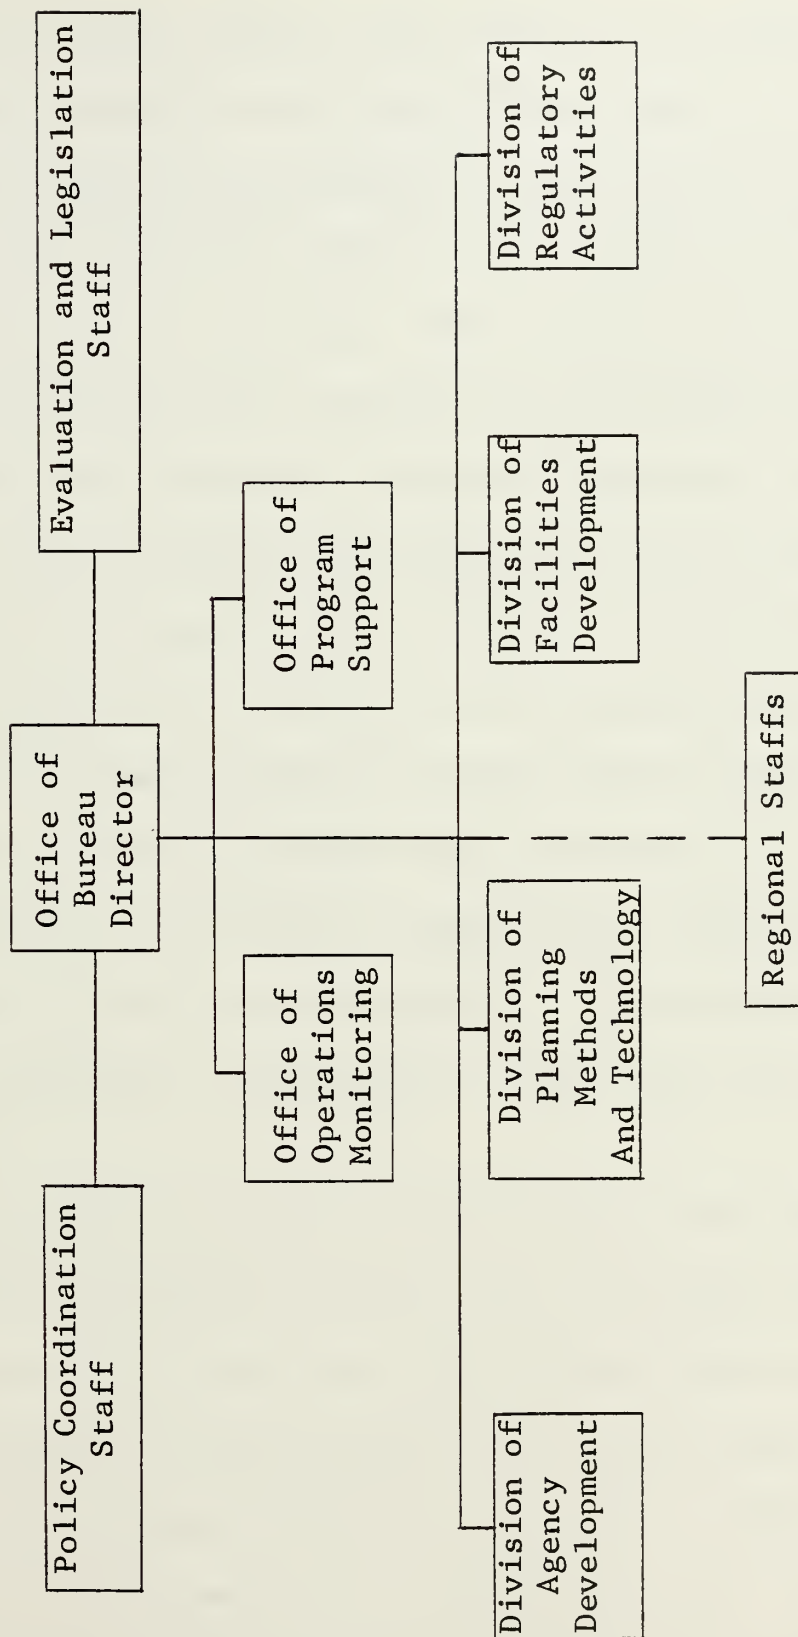 Policy Coordination
Staff
Office of
Bureau
Director
Evaluation and Legislation
Staff
Office of
Operations
Monitoring
Office of
Program
Support
Division of
Agency
Development
Division of
Planning
Methods
And Technology
Division of
Facilities
Development
Division of
Regulatory
Activities
Regional Staffs